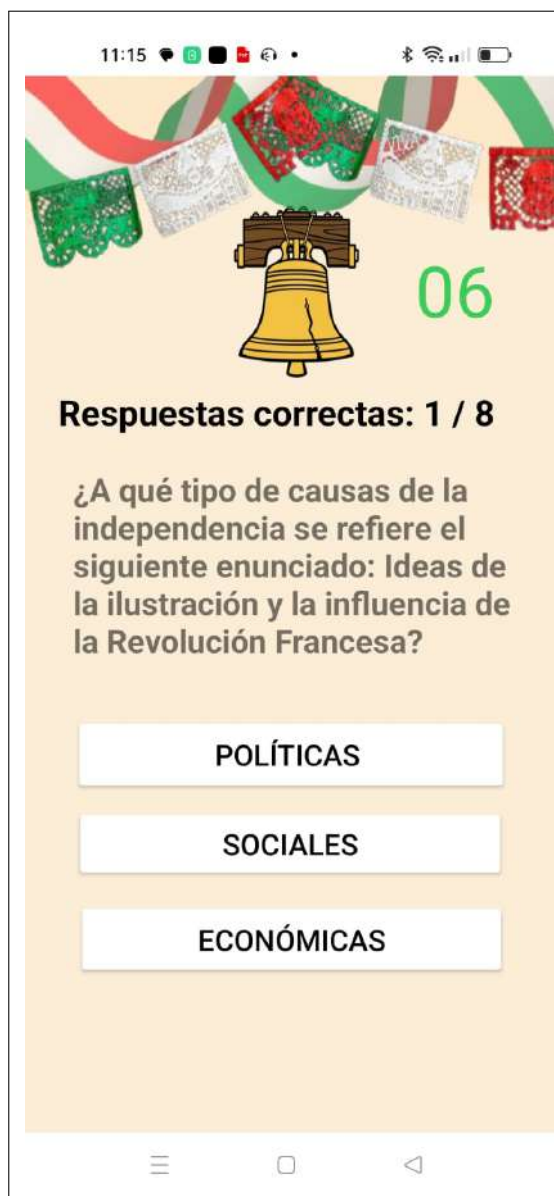 11:15
06
Respuestas correctas: 1 / 8
¿A qué tipo de causas de la
independencia se refiere el
siguiente enunciado: Ideas de
la ilustración y la influencia de
la Revolución Francesa?
POLÍTICAS
SOCIALES
ECONÓMICAS